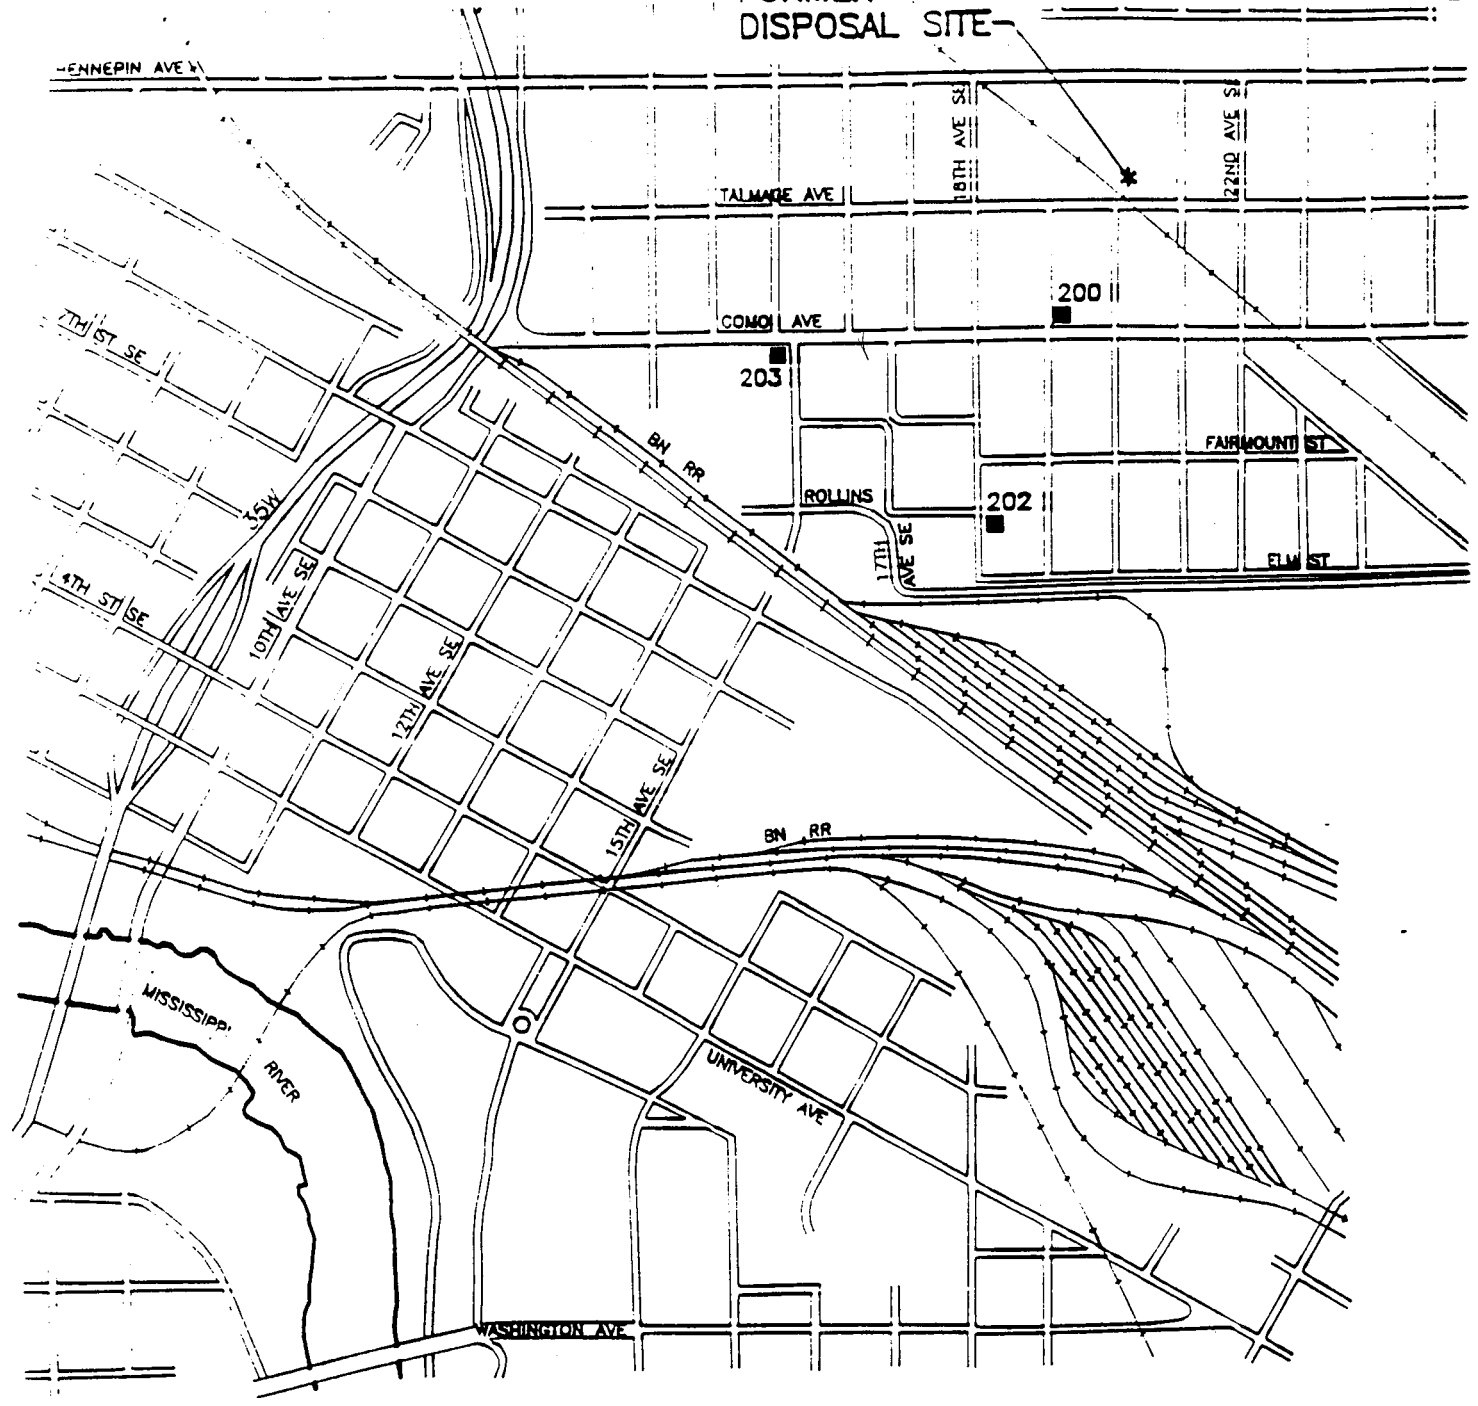 DISPOSAL SITE
ENNEPIN AVE
18TH AVE SE
22ND AVE SE
TALMAGE AVE
200
7TH ST SE
COMO AVE
203
BN RR
FAIRMOUNT ST
35W
ROLLINS
202
17TH
AVE SE
ELM ST
4TH ST SE
10TH AVE SE
12TH AVE SE
15TH AVE SE
BN RR
MISSISSIPPI
RIVER
UNIVERSITY AVE
WASHINGTON AVE